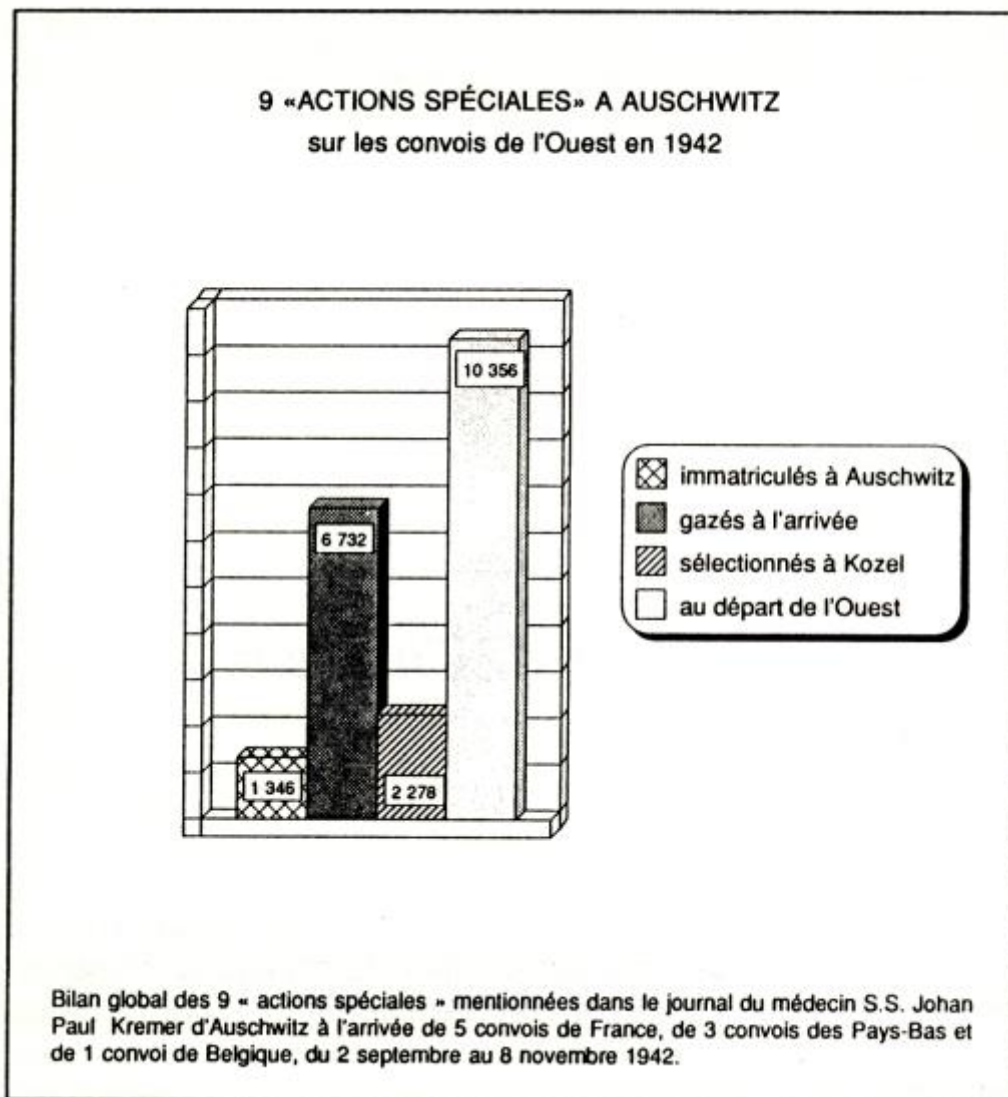 9 «ACTIONS SPÉCIALES» A AUSCHWITZ
sur les convois de l'Ouest en 1942
10 356
6 732
1 346
2 278
immatriculés à Auschwitz
gazés à l'arrivée
sélectionnés à Kozel
au départ de l'Ouest
Bilan global des 9 « actions spéciales » mentionnées dans le journal du médecin S.S. Johan
Paul Kremer d'Auschwitz à l'arrivée de 5 convois de France, de 3 convois des Pays-Bas et
de 1 convoi de Belgique, du 2 septembre au 8 novembre 1942.